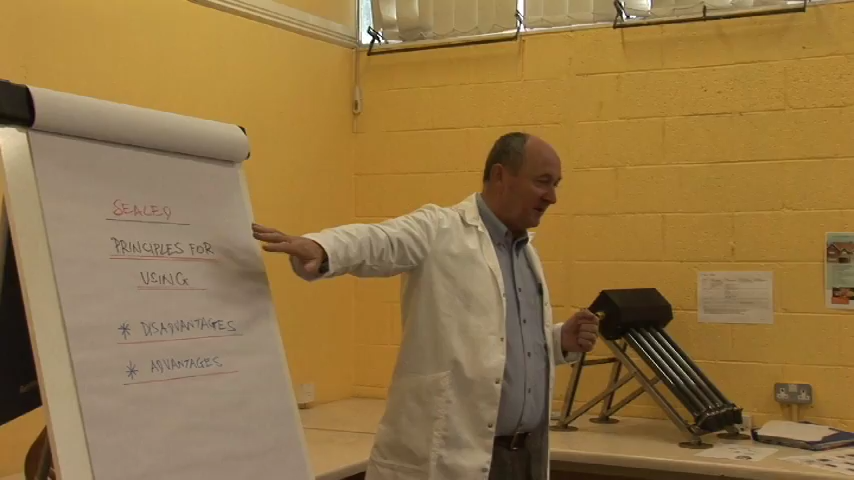 SEALED
PRINCIPLES FOR
USING
* DISADVANTAGES
* ADVANTAGES